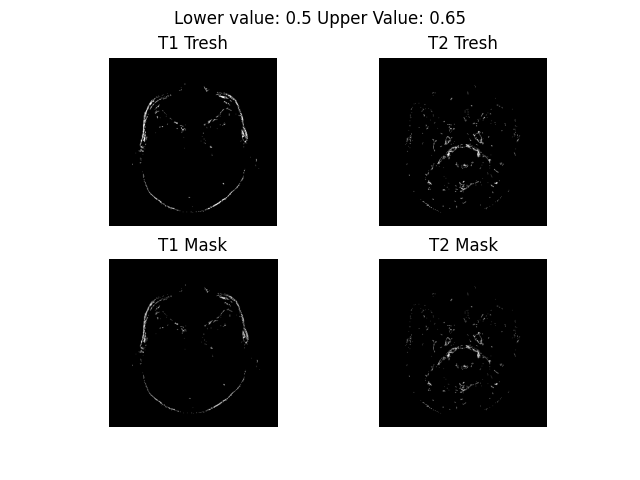 Lower value: 0.5 Upper Value: 0.65
T1 Tresh
T2 Tresh
T1 Mask
T2 Mask